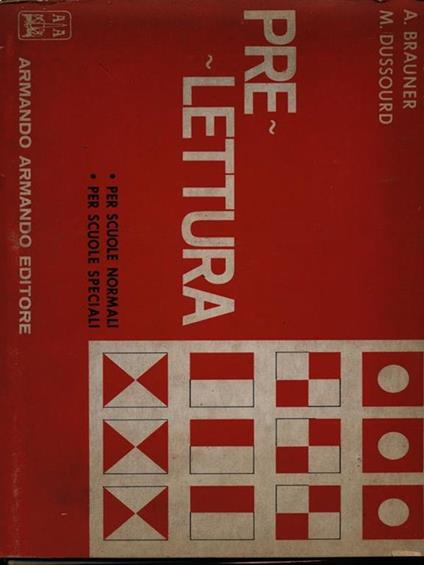 A. BRAUNER
M. DUSSOURD
PRE~
~LETTURA
• PER SCUOLE NORMALI
• PER SCUOLE SPECIALI
A A
ARMANDO ARMANDO EDITORE